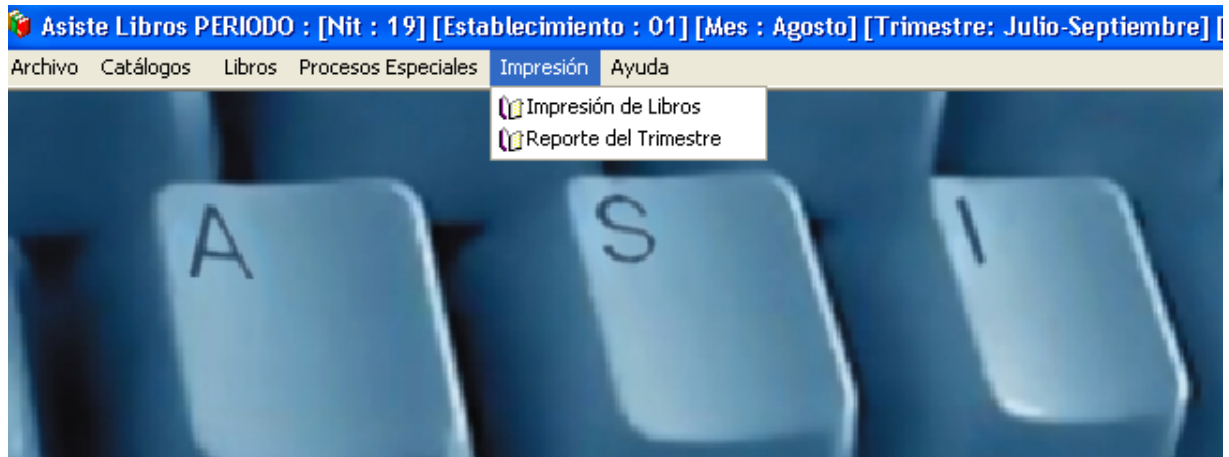 Asiste Libros PERIODO : [Nit : 19] [Establecimiento : 01] [Mes : Agosto] [Trimestre: Julio-Septiembre] [
Archivo Catálogos Libros Procesos Especiales Impresión Ayuda
Impresión de Libros
Reporte del Trimestre
A S I